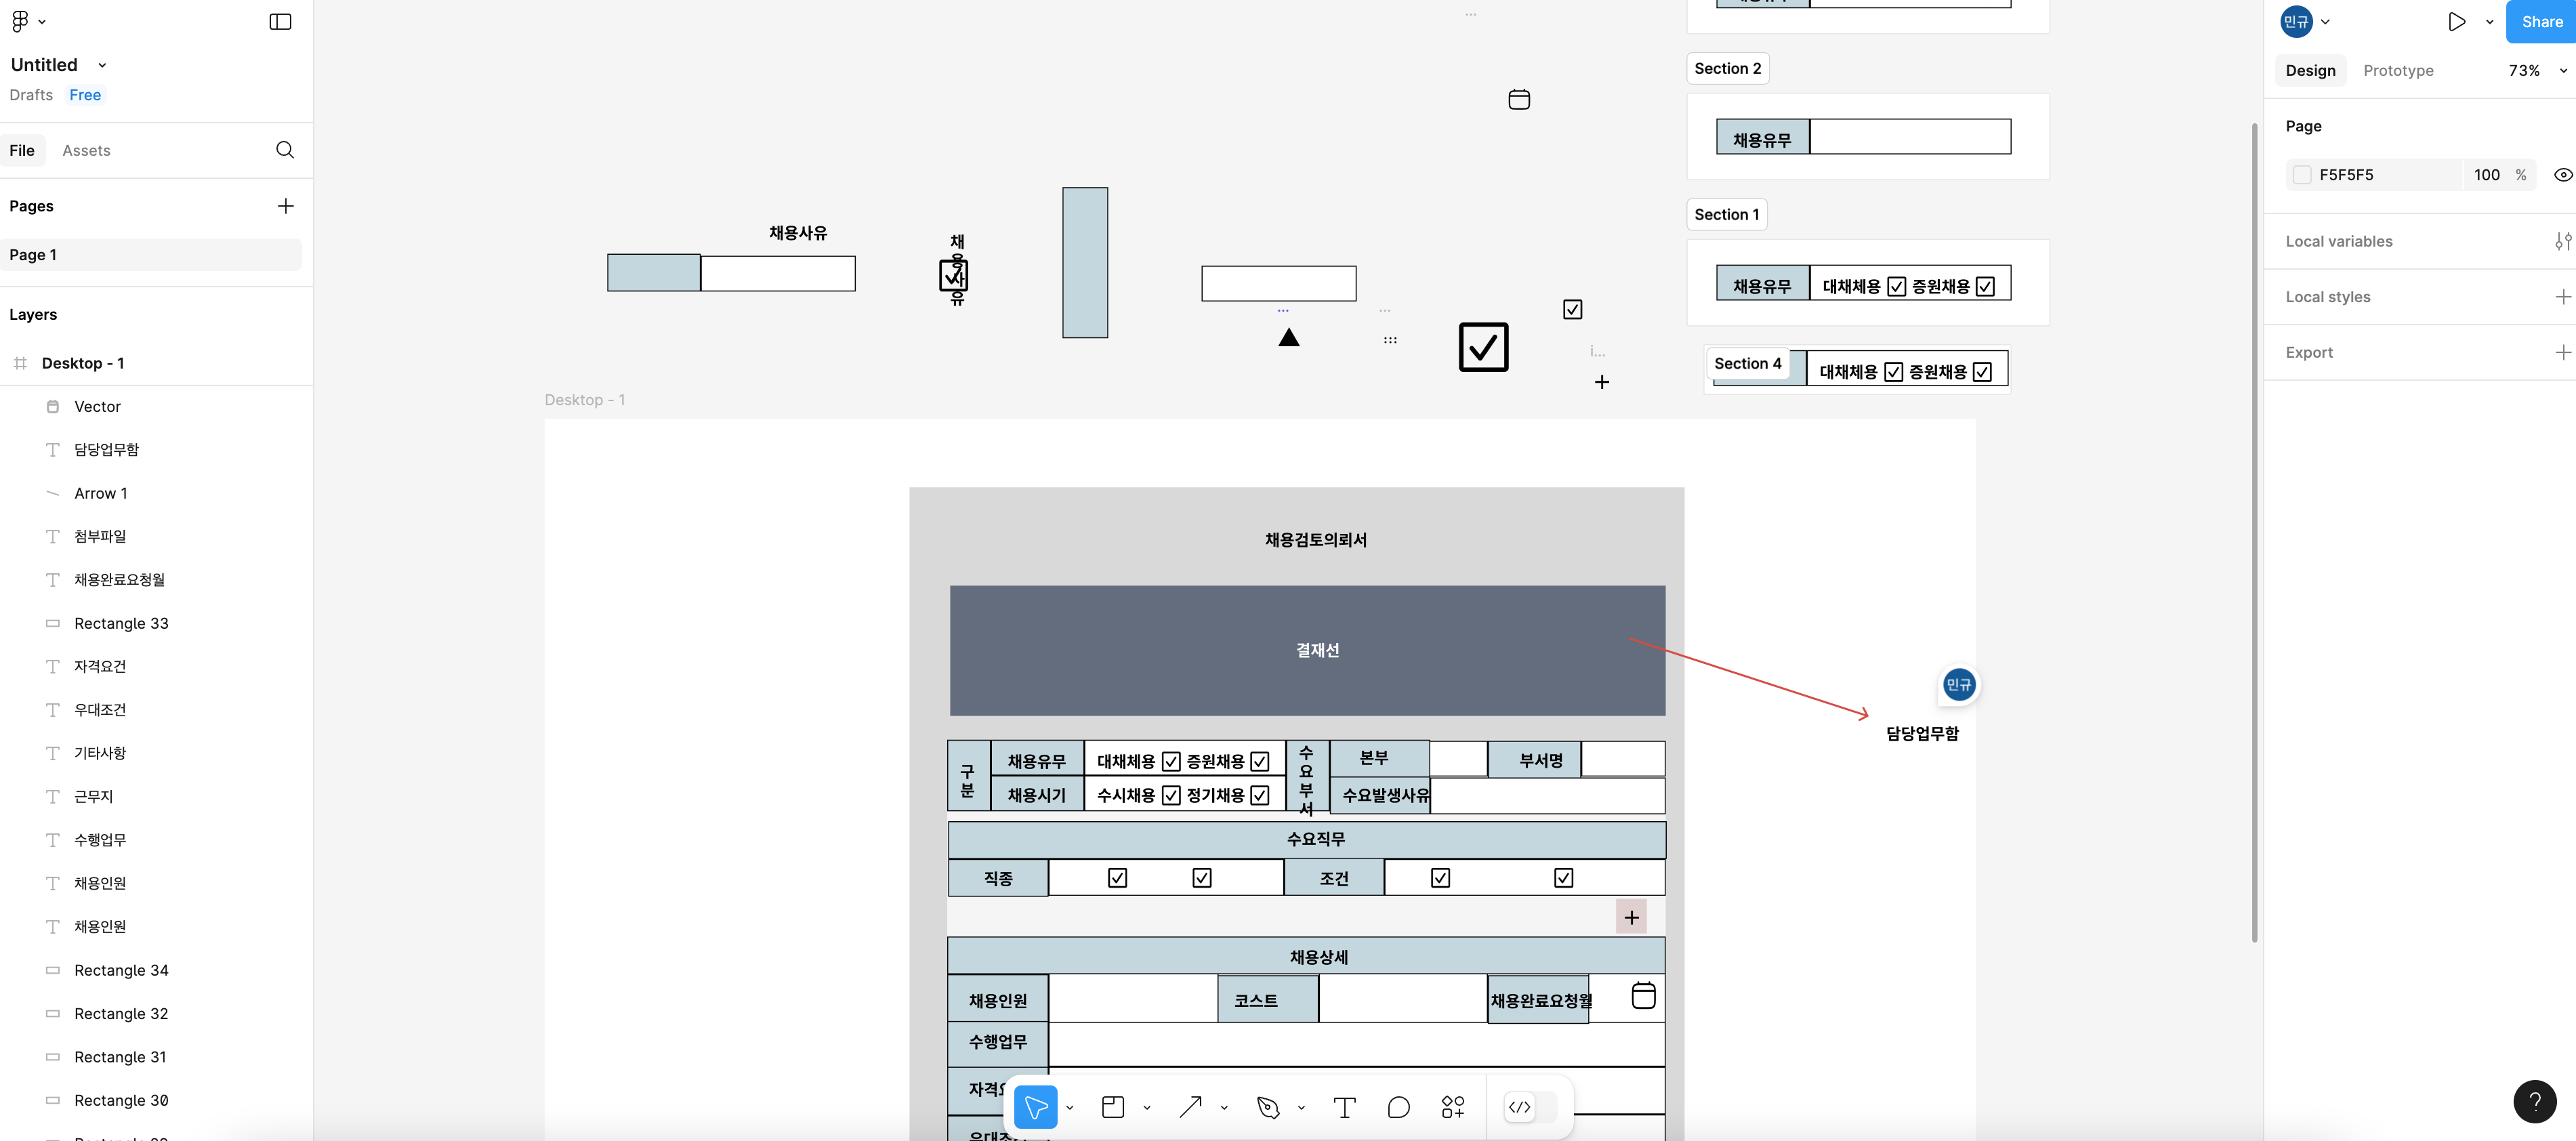 Untitled
Drafts Free
File Assets
Pages
Page 1
Layers
Desktop - 1
Vector
담당업무함
Arrow 1
첨부파일
채용완료요청월
Rectangle 33
자격요건
우대조건
기타사항
근무지
수행업무
채용인원
채용인원
Rectangle 34
Rectangle 32
Rectangle 31
Rectangle 30
...
Section 2
채용유무
Section 1
채용유무 대채체용 증원채용
Section 4
대채체용 증원채용
채용사유
채
용
사
유
...
...
i...
Desktop - 1
채용검토의뢰서
결재선
민규
담당업무함
구
분
채용유무 대채체용 증원채용
채용시기 수시채용 정기채용
수
요
부
서
본부 부서명
수요발생사유
수요직무
직종 조건
채용상세
채용인원 코스트 채용완료요청월
수행업무
민규 Share
Design Prototype 73%
Page
F5F5F5 100 %
Local variables
Local styles
Export
?